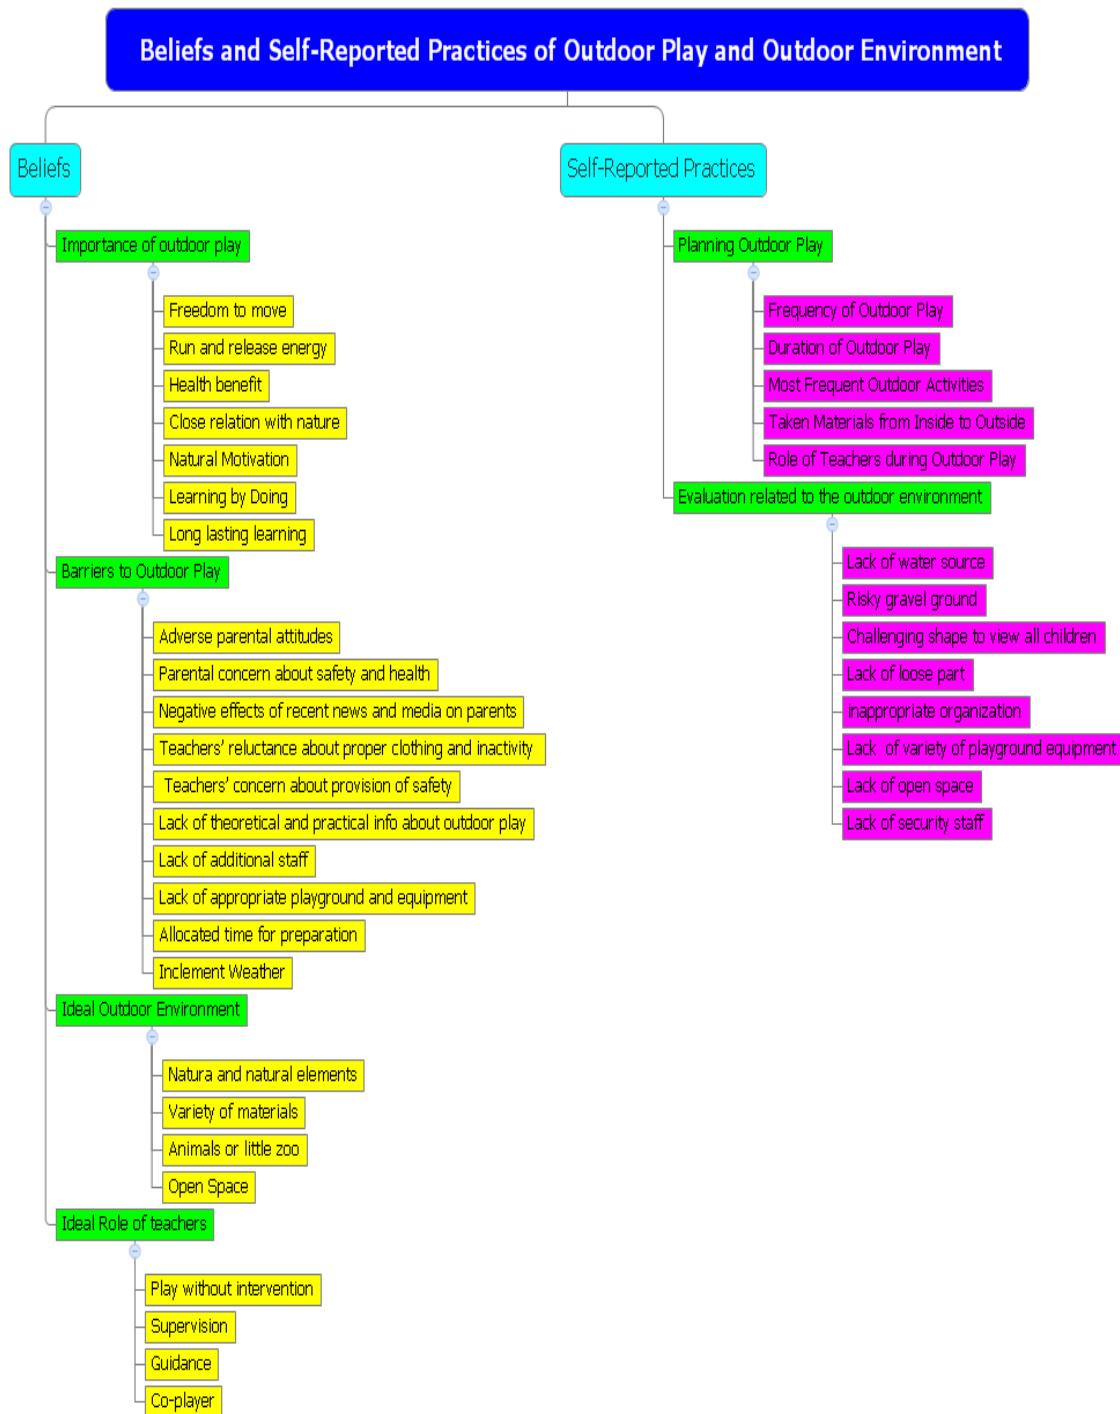 Beliefs and Self-Reported Practices of Outdoor Play and Outdoor Environment
Beliefs
Importance of outdoor play
Freedom to move
Run and release energy
Health benefit
Close relation with nature
Natural Motivation
Learning by Doing
Long lasting learning
Barriers to Outdoor Play
Adverse parental attitudes
Parental concern about safety and health
Negative effects of recent news and media on parents
Teachers' reluctance about proper clothing and inactivity
Teachers' concern about provision of safety
Lack of theoretical and practical info about outdoor play
Lack of additional staff
Lack of appropriate playground and equipment
Allocated time for preparation
Inclement Weather
Ideal Outdoor Environment
Natura and natural elements
Variety of materials
Animals or little zoo
Open Space
Ideal Role of teachers
Play without intervention
Supervision
Guidance
Co-player
Self-Reported Practices
Planning Outdoor Play
Frequency of Outdoor Play
Duration of Outdoor Play
Most Frequent Outdoor Activities
Taken Materials from Inside to Outside
Role of Teachers during Outdoor Play
Evaluation related to the outdoor environment
Lack of water source
Risky gravel ground
Challenging shape to view all children
Lack of loose part
inappropriate organization
Lack of variety of playground equipment
Lack of open space
Lack of security staff